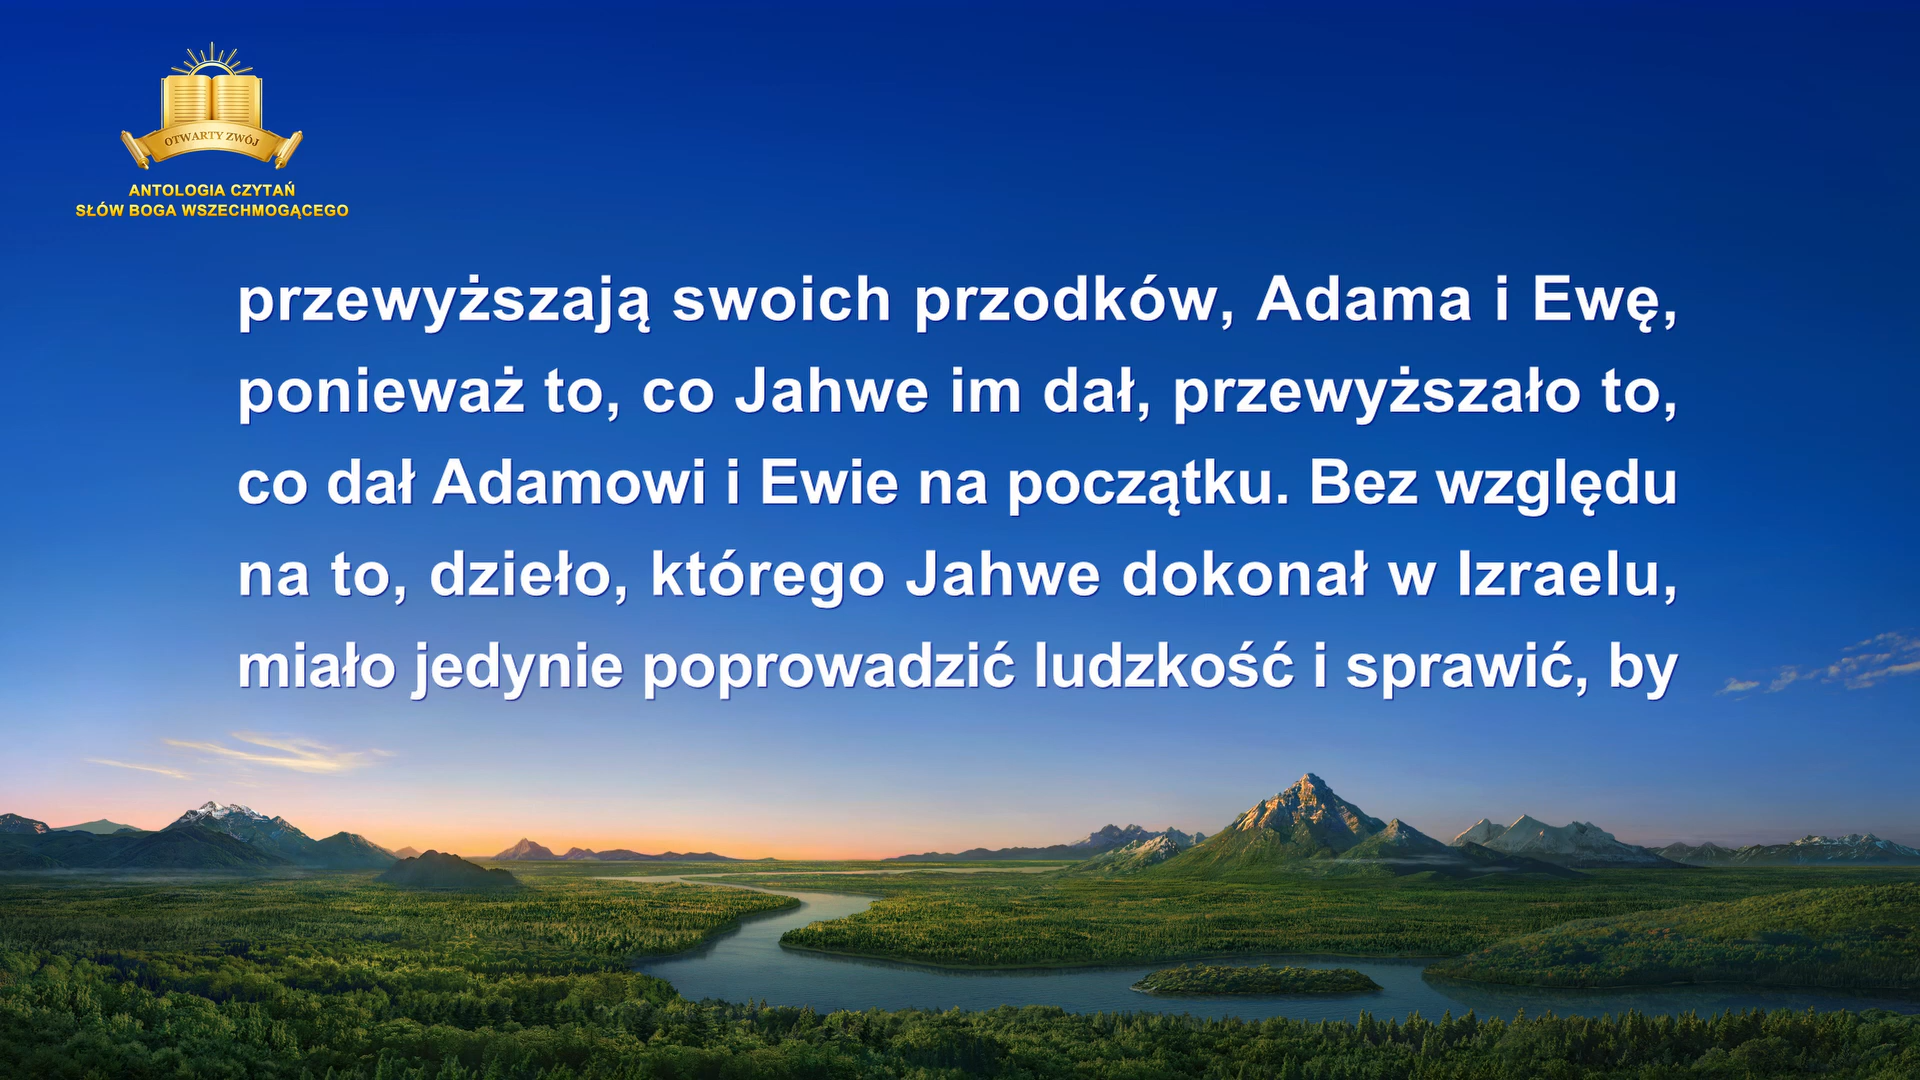 OTWARTY ZWÓJ
ANTOLOGIA CZYTAŃ
SŁÓW BOGA WSZECHMOGĄCEGO
przewyższają swoich przodków, Adama i Ewę,
ponieważ to, co Jahwe im dał, przewyższało to,
co dał Adamowi i Ewie na początku. Bez względu
na to, dzieło, którego Jahwe dokonał w Izraelu,
miało jedynie poprowadzić ludzkość i sprawić, by